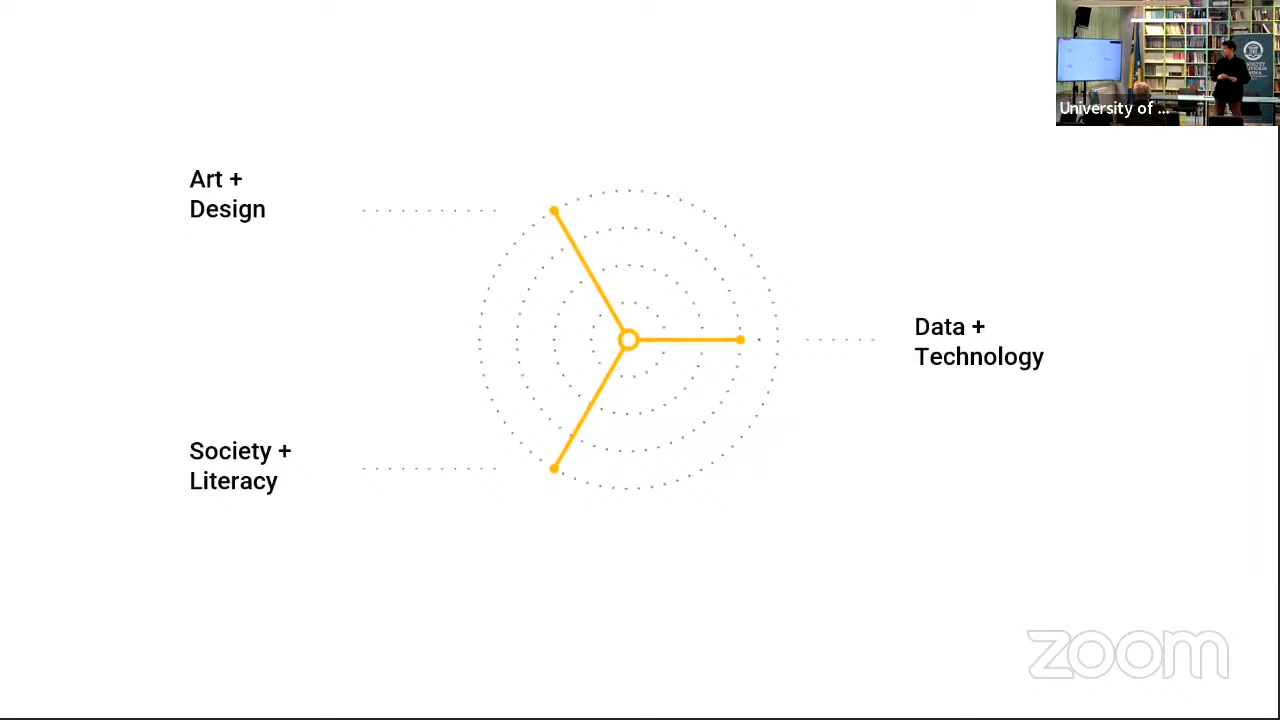 University of ...
Art +
Design
Data +
Technology
Society +
Literacy
zoom